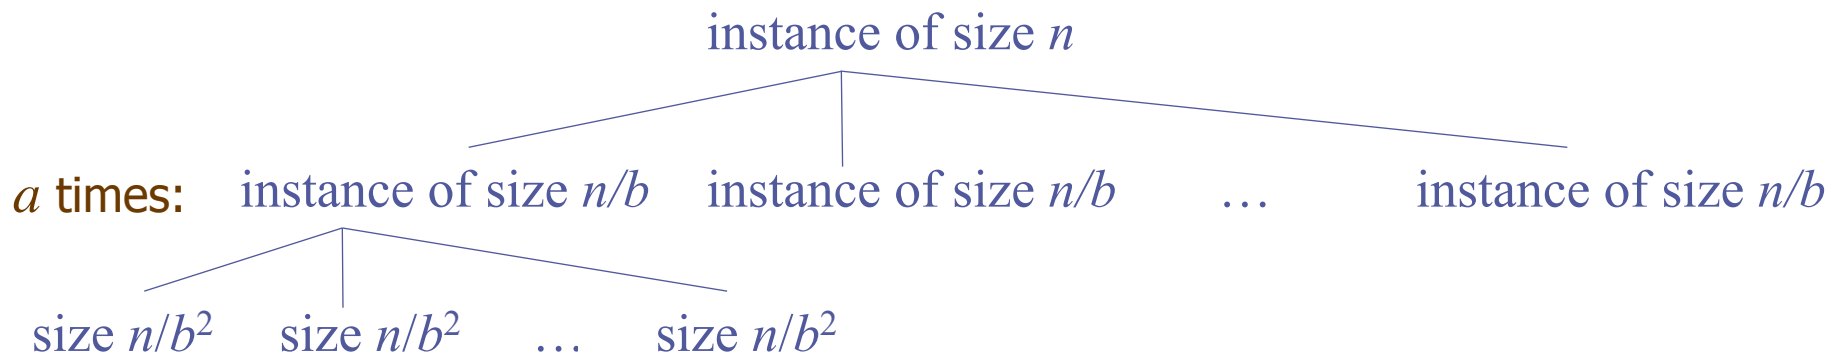 instance of size n
a times: instance of size n/b instance of size n/b … instance of size n/b
size n/b² size n/b² … size n/b²